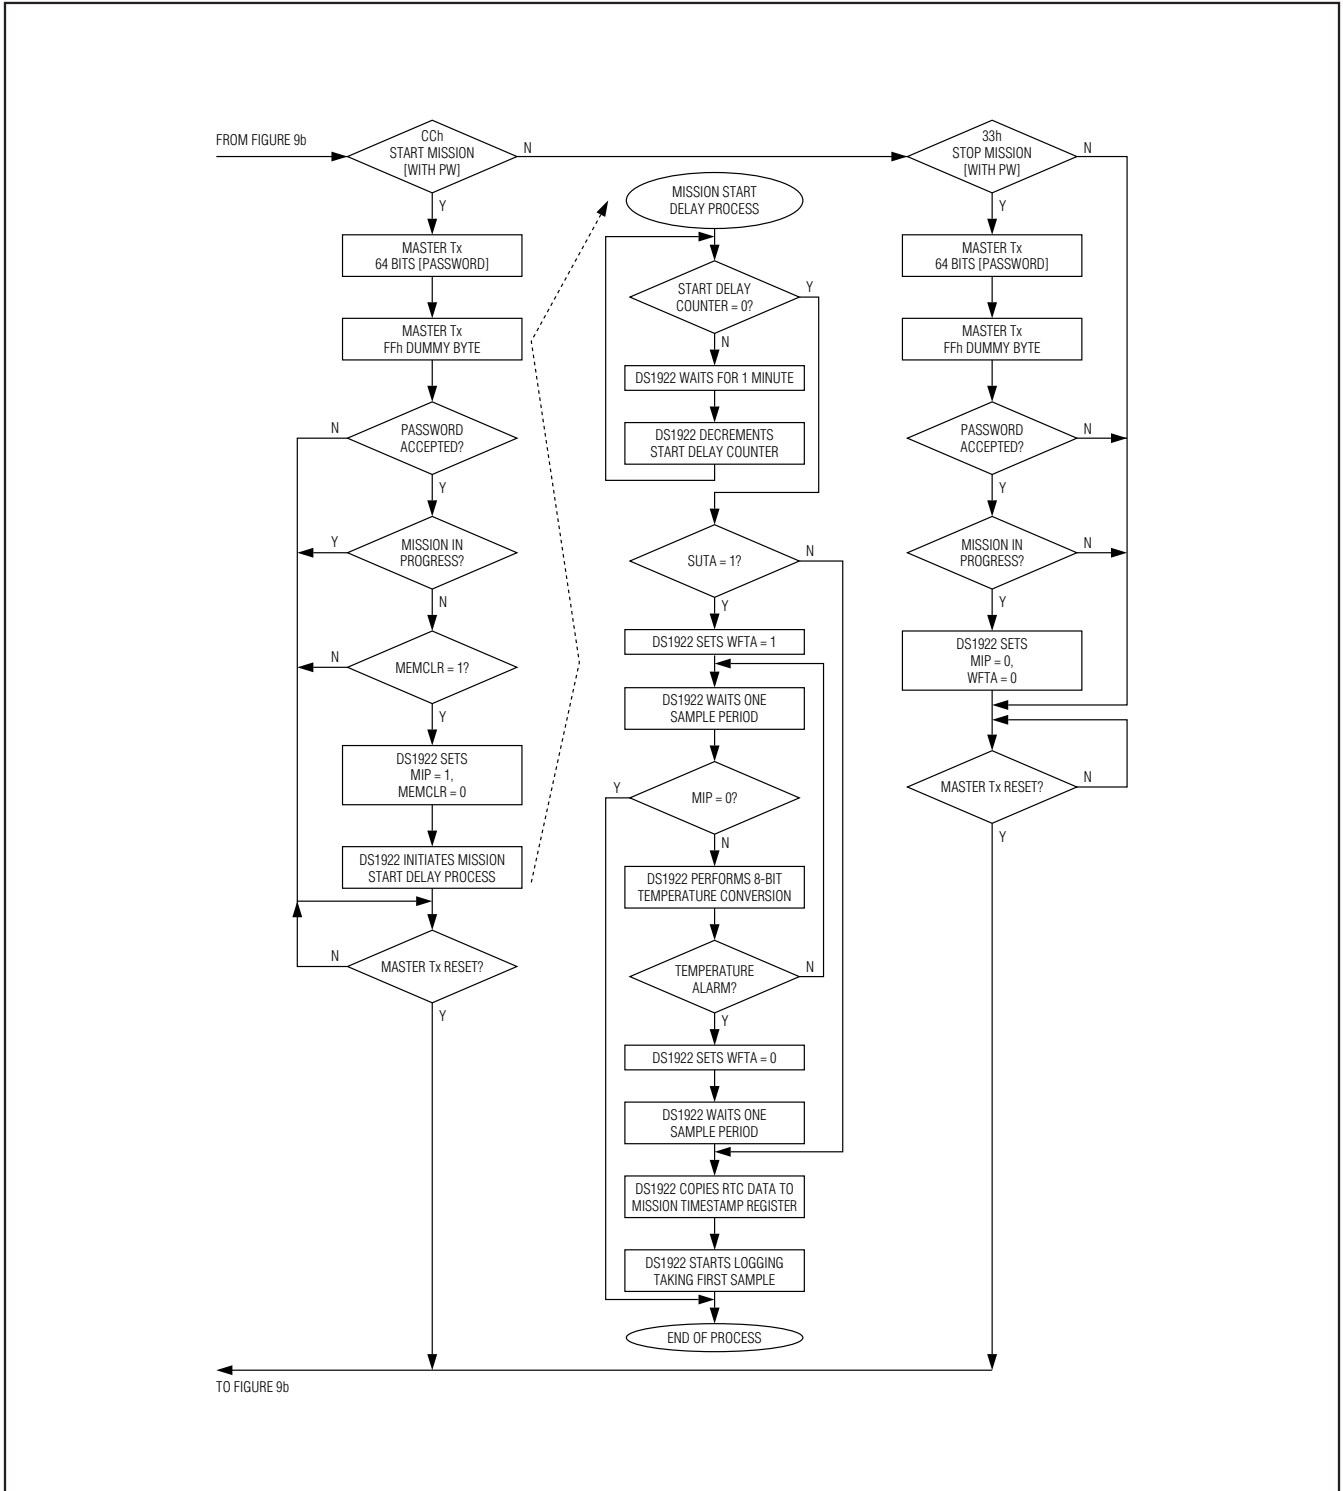 FROM FIGURE 9b
CCh
START MISSION
[WITH PW]
N
Y
MASTER Tx
64 BITS [PASSWORD]
MASTER Tx
FFh DUMMY BYTE
PASSWORD
ACCEPTED?
N
Y
MISSION IN
PROGRESS?
Y
N
MEMCLR = 1?
N
Y
DS1922 SETS
MIP = 1,
MEMCLR = 0
DS1922 INITIATES MISSION
START DELAY PROCESS
MASTER Tx RESET?
N
Y
MISSION START
DELAY PROCESS
START DELAY
COUNTER = 0?
Y
N
DS1922 WAITS FOR 1 MINUTE
DS1922 DECREMENTS
START DELAY COUNTER
SUTA = 1?
N
Y
DS1922 SETS WFTA = 1
DS1922 WAITS ONE
SAMPLE PERIOD
MIP = 0?
Y
N
DS1922 PERFORMS 8-BIT
TEMPERATURE CONVERSION
TEMPERATURE
ALARM?
N
Y
DS1922 SETS WFTA = 0
DS1922 WAITS ONE
SAMPLE PERIOD
DS1922 COPIES RTC DATA TO
MISSION TIMESTAMP REGISTER
DS1922 STARTS LOGGING
TAKING FIRST SAMPLE
END OF PROCESS
33h
STOP MISSION
[WITH PW]
N
Y
MASTER Tx
64 BITS [PASSWORD]
MASTER Tx
FFh DUMMY BYTE
PASSWORD
ACCEPTED?
N
Y
MISSION IN
PROGRESS?
N
Y
DS1922 SETS
MIP = 0,
WFTA = 0
MASTER Tx RESET?
N
Y
TO FIGURE 9b